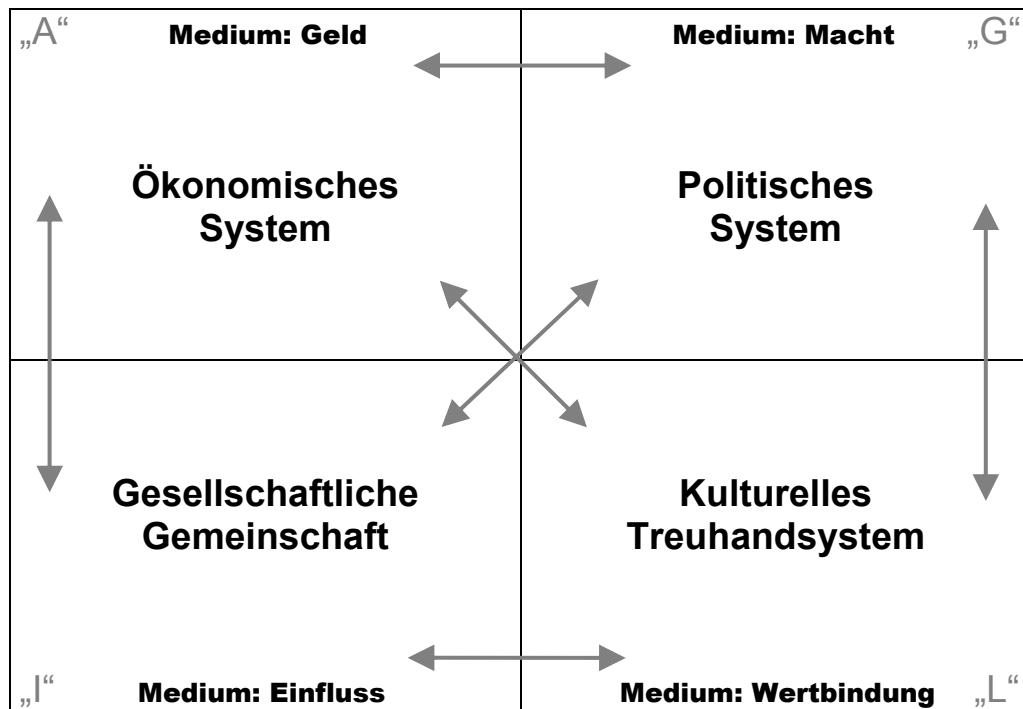 „A“
Medium: Geld
Medium: Macht
„G“
Ökonomisches
System
Politisches
System
Gesellschaftliche
Gemeinschaft
Kulturelles
Treuhandsystem
„I“
Medium: Einfluss
Medium: Wertbindung
„L“